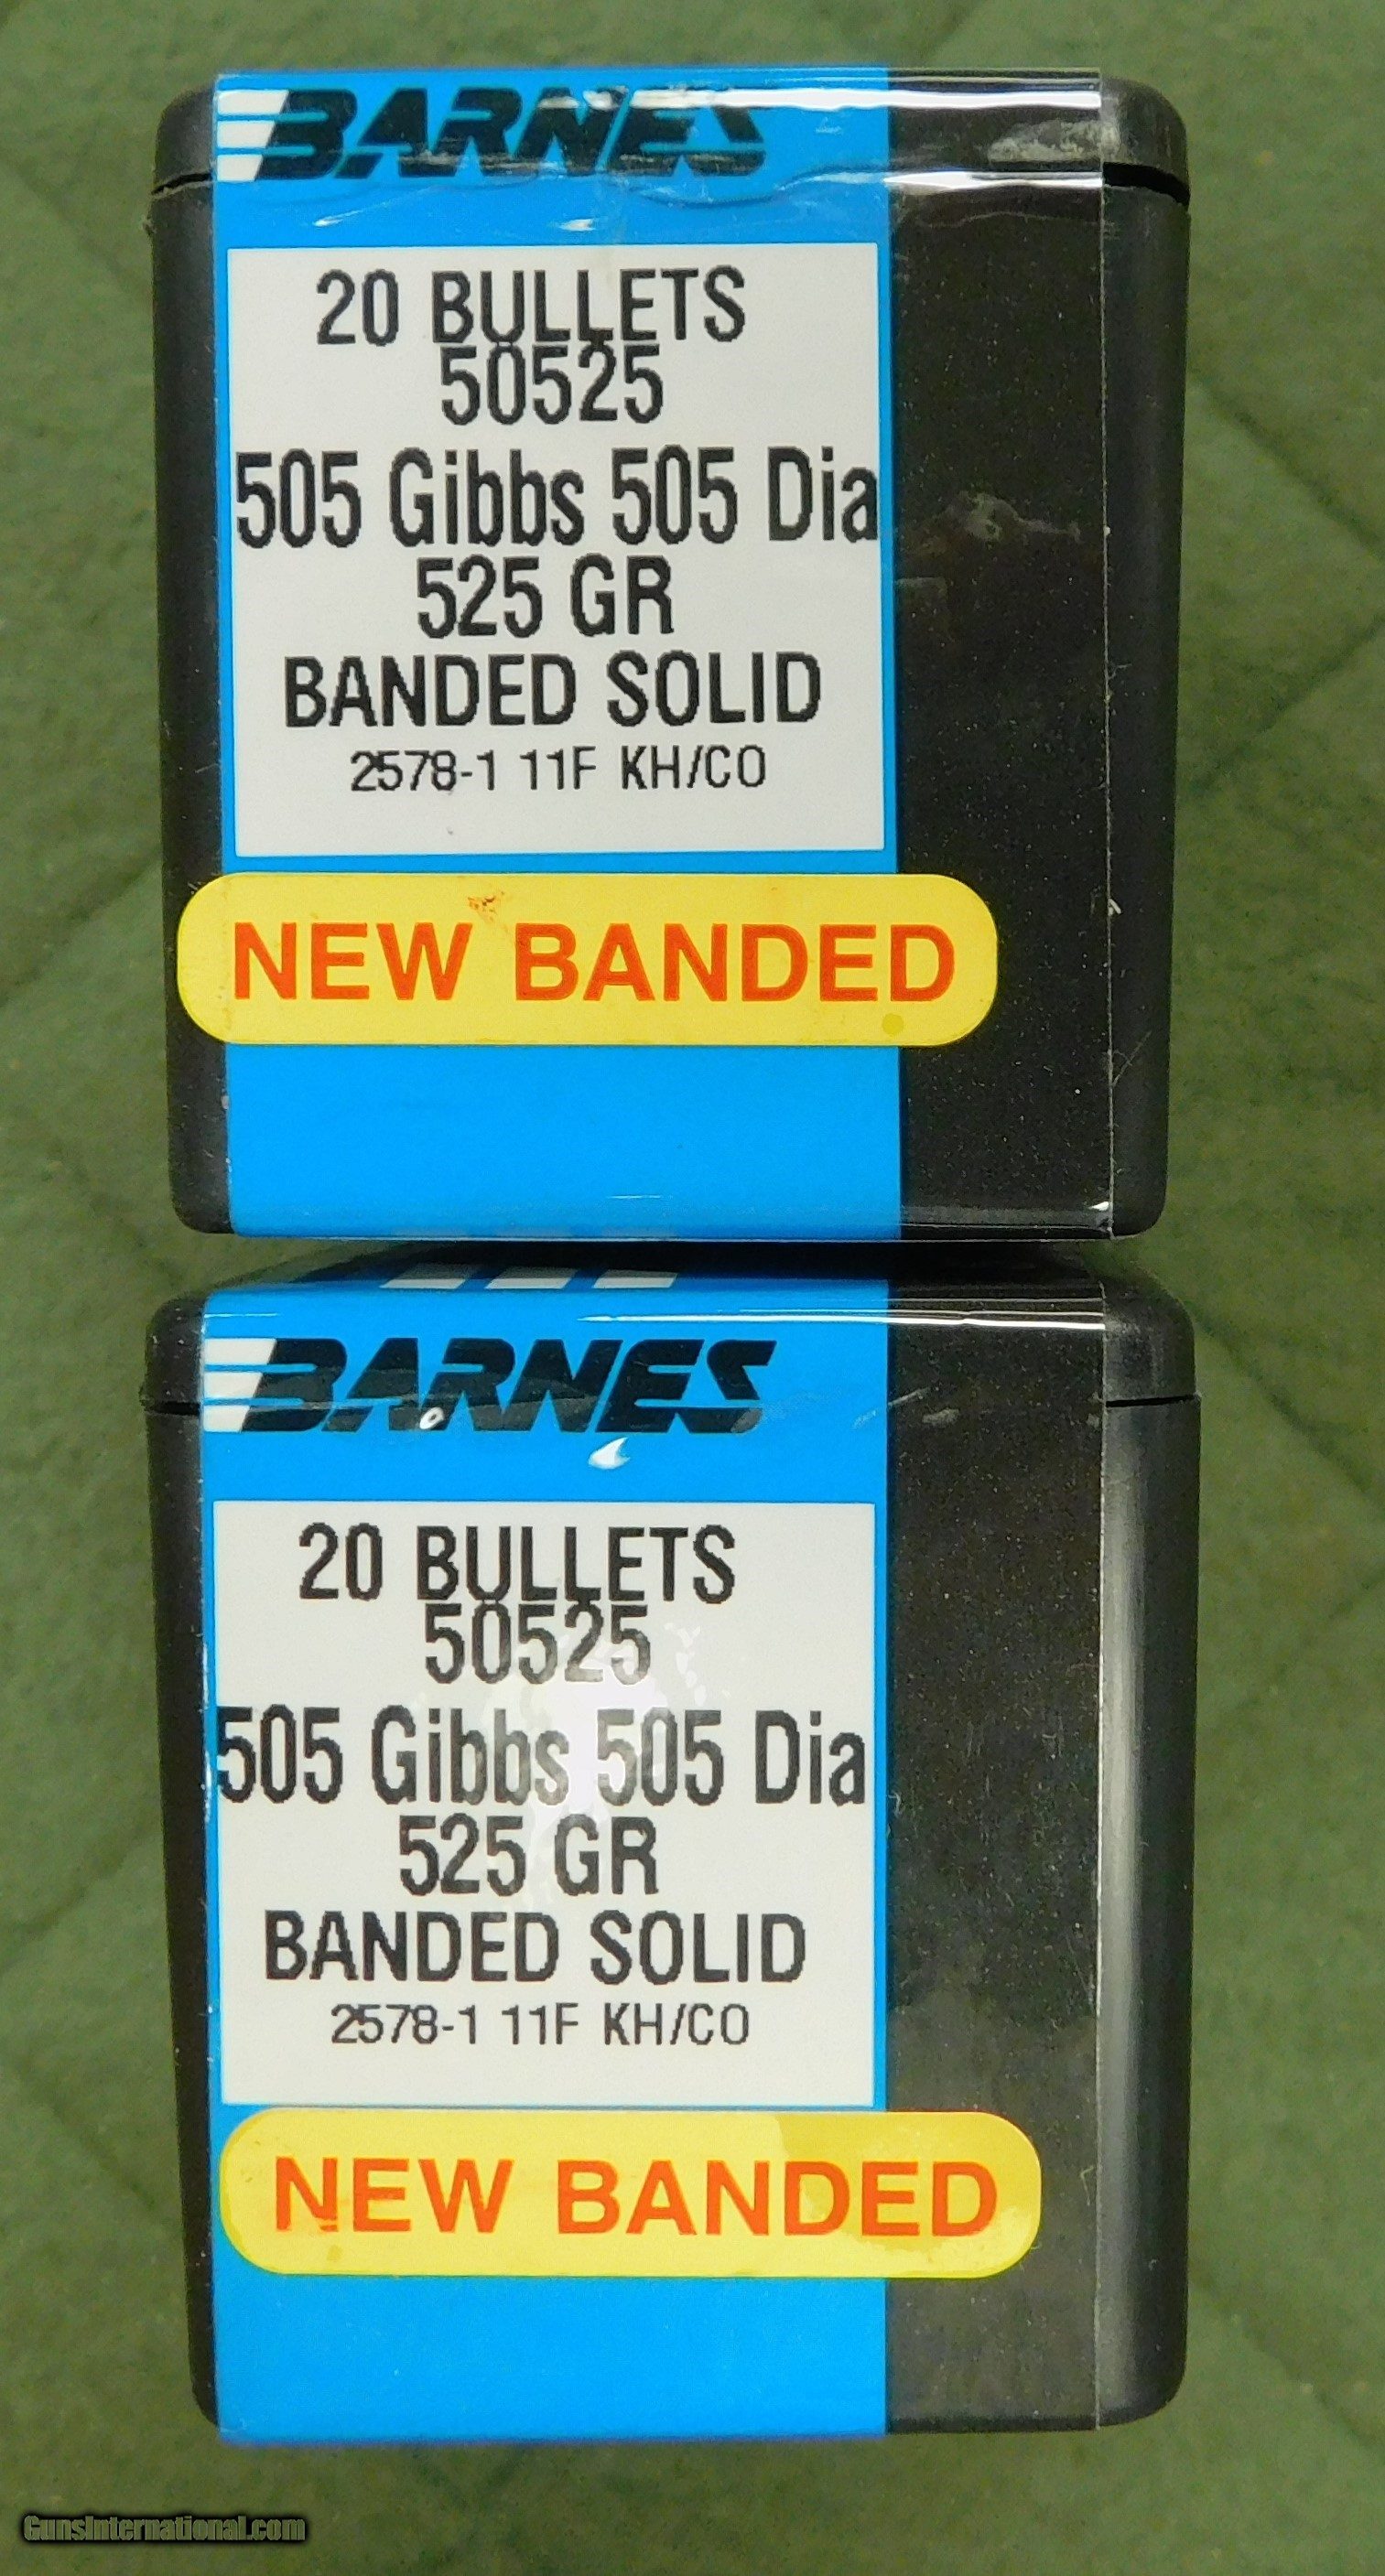 BARNES
20 BULLETS
50525
505 Gibbs 505 Dia
525 GR
BANDED SOLID
2578-1 11F KH/CO
NEW BANDED
BARNES
20 BULLETS
50525
505 Gibbs 505 Dia
525 GR
BANDED SOLID
2578-1 11F KH/CO
NEW BANDED
GunsInternational.com